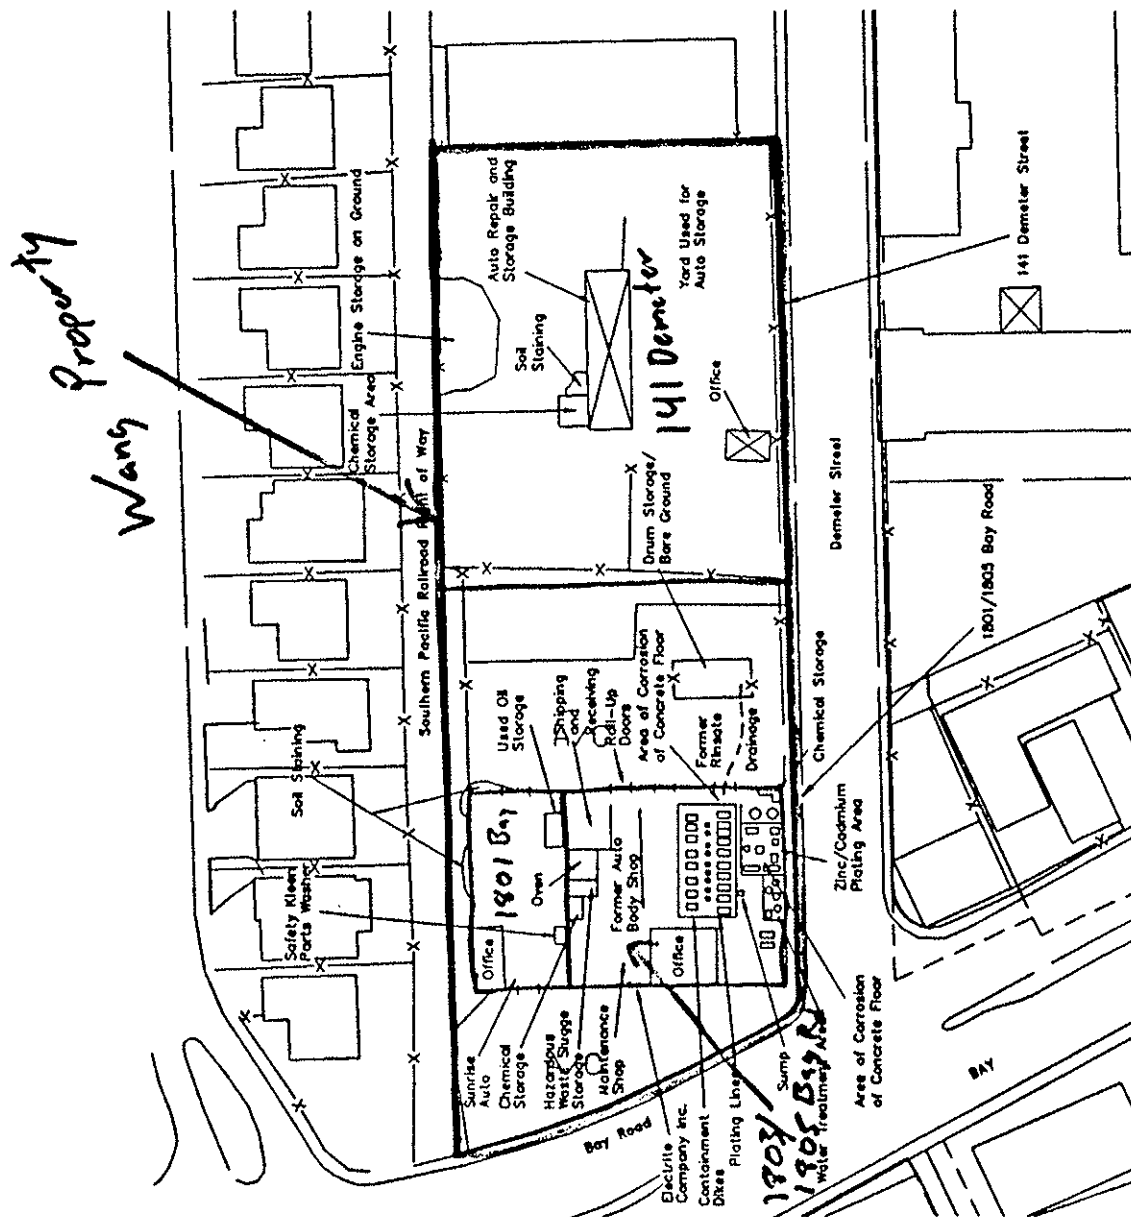 Wang Property
Engine Storage on Ground
Chemical
Storage Area
Southern Pacific Railroad Right of Way
Auto Repair and
Storage Building
Soil
Staining
Yard Used for
Auto Storage
141 Demeter
Office
Drum Storage/
Bare Ground
Demeter Street
141 Demeter Street
1801/1805 Bay Road
Chemical Storage
Soil Staining
Safety Kleen
Parts Washer
Used Oil
Storage
Shipping
and
Receiving
Roll-Up
Doors
Area of Corrosion
of Concrete Floor
Former
Rinsate
Drainage
1801 Bay
Oven
Office
Former Auto
Body Shop
Office
Zinc/Cadmium
Plating Area
Sunrise
Auto
Chemical
Storage
Hazardous
Waste Slugge
Storage
Maintenance
Shop
Bay Road
Electrite
Company Inc.
Containment
Dikes
Plating Lines
Sump
1803/
1805 Bay Rd
Water Treatment Area
Area of Corrosion
of Concrete Floor
BAY